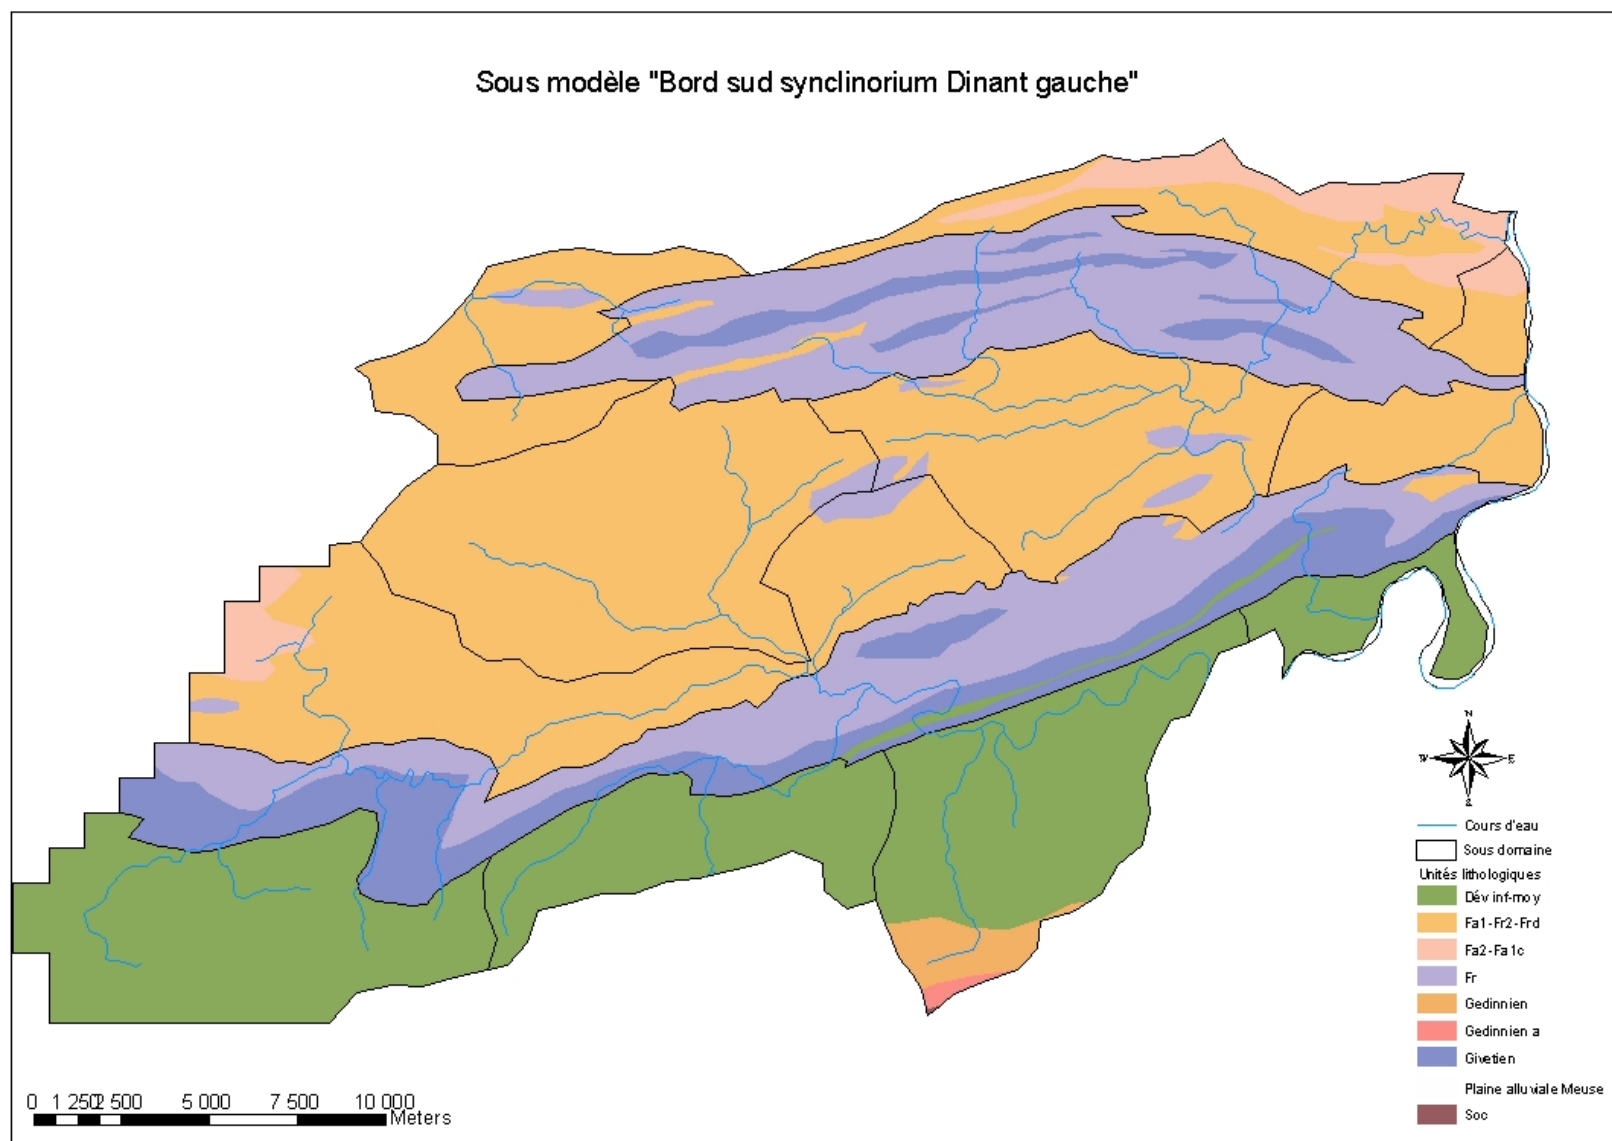 Sous modèle "Bord sud synclinorium Dinant gauche"
N
W E
S
Cours d'eau
Sous domaine
Unités lithologiques
Dév inf-moy
Fa1-Fr2-Frd
Fa2-Fa1c
Fr
Gedinnien
Gedinnien a
Givetien
Plaine alluviale Meuse
Soc
0 1 250 2 500 5 000 7 500 10 000
Meters